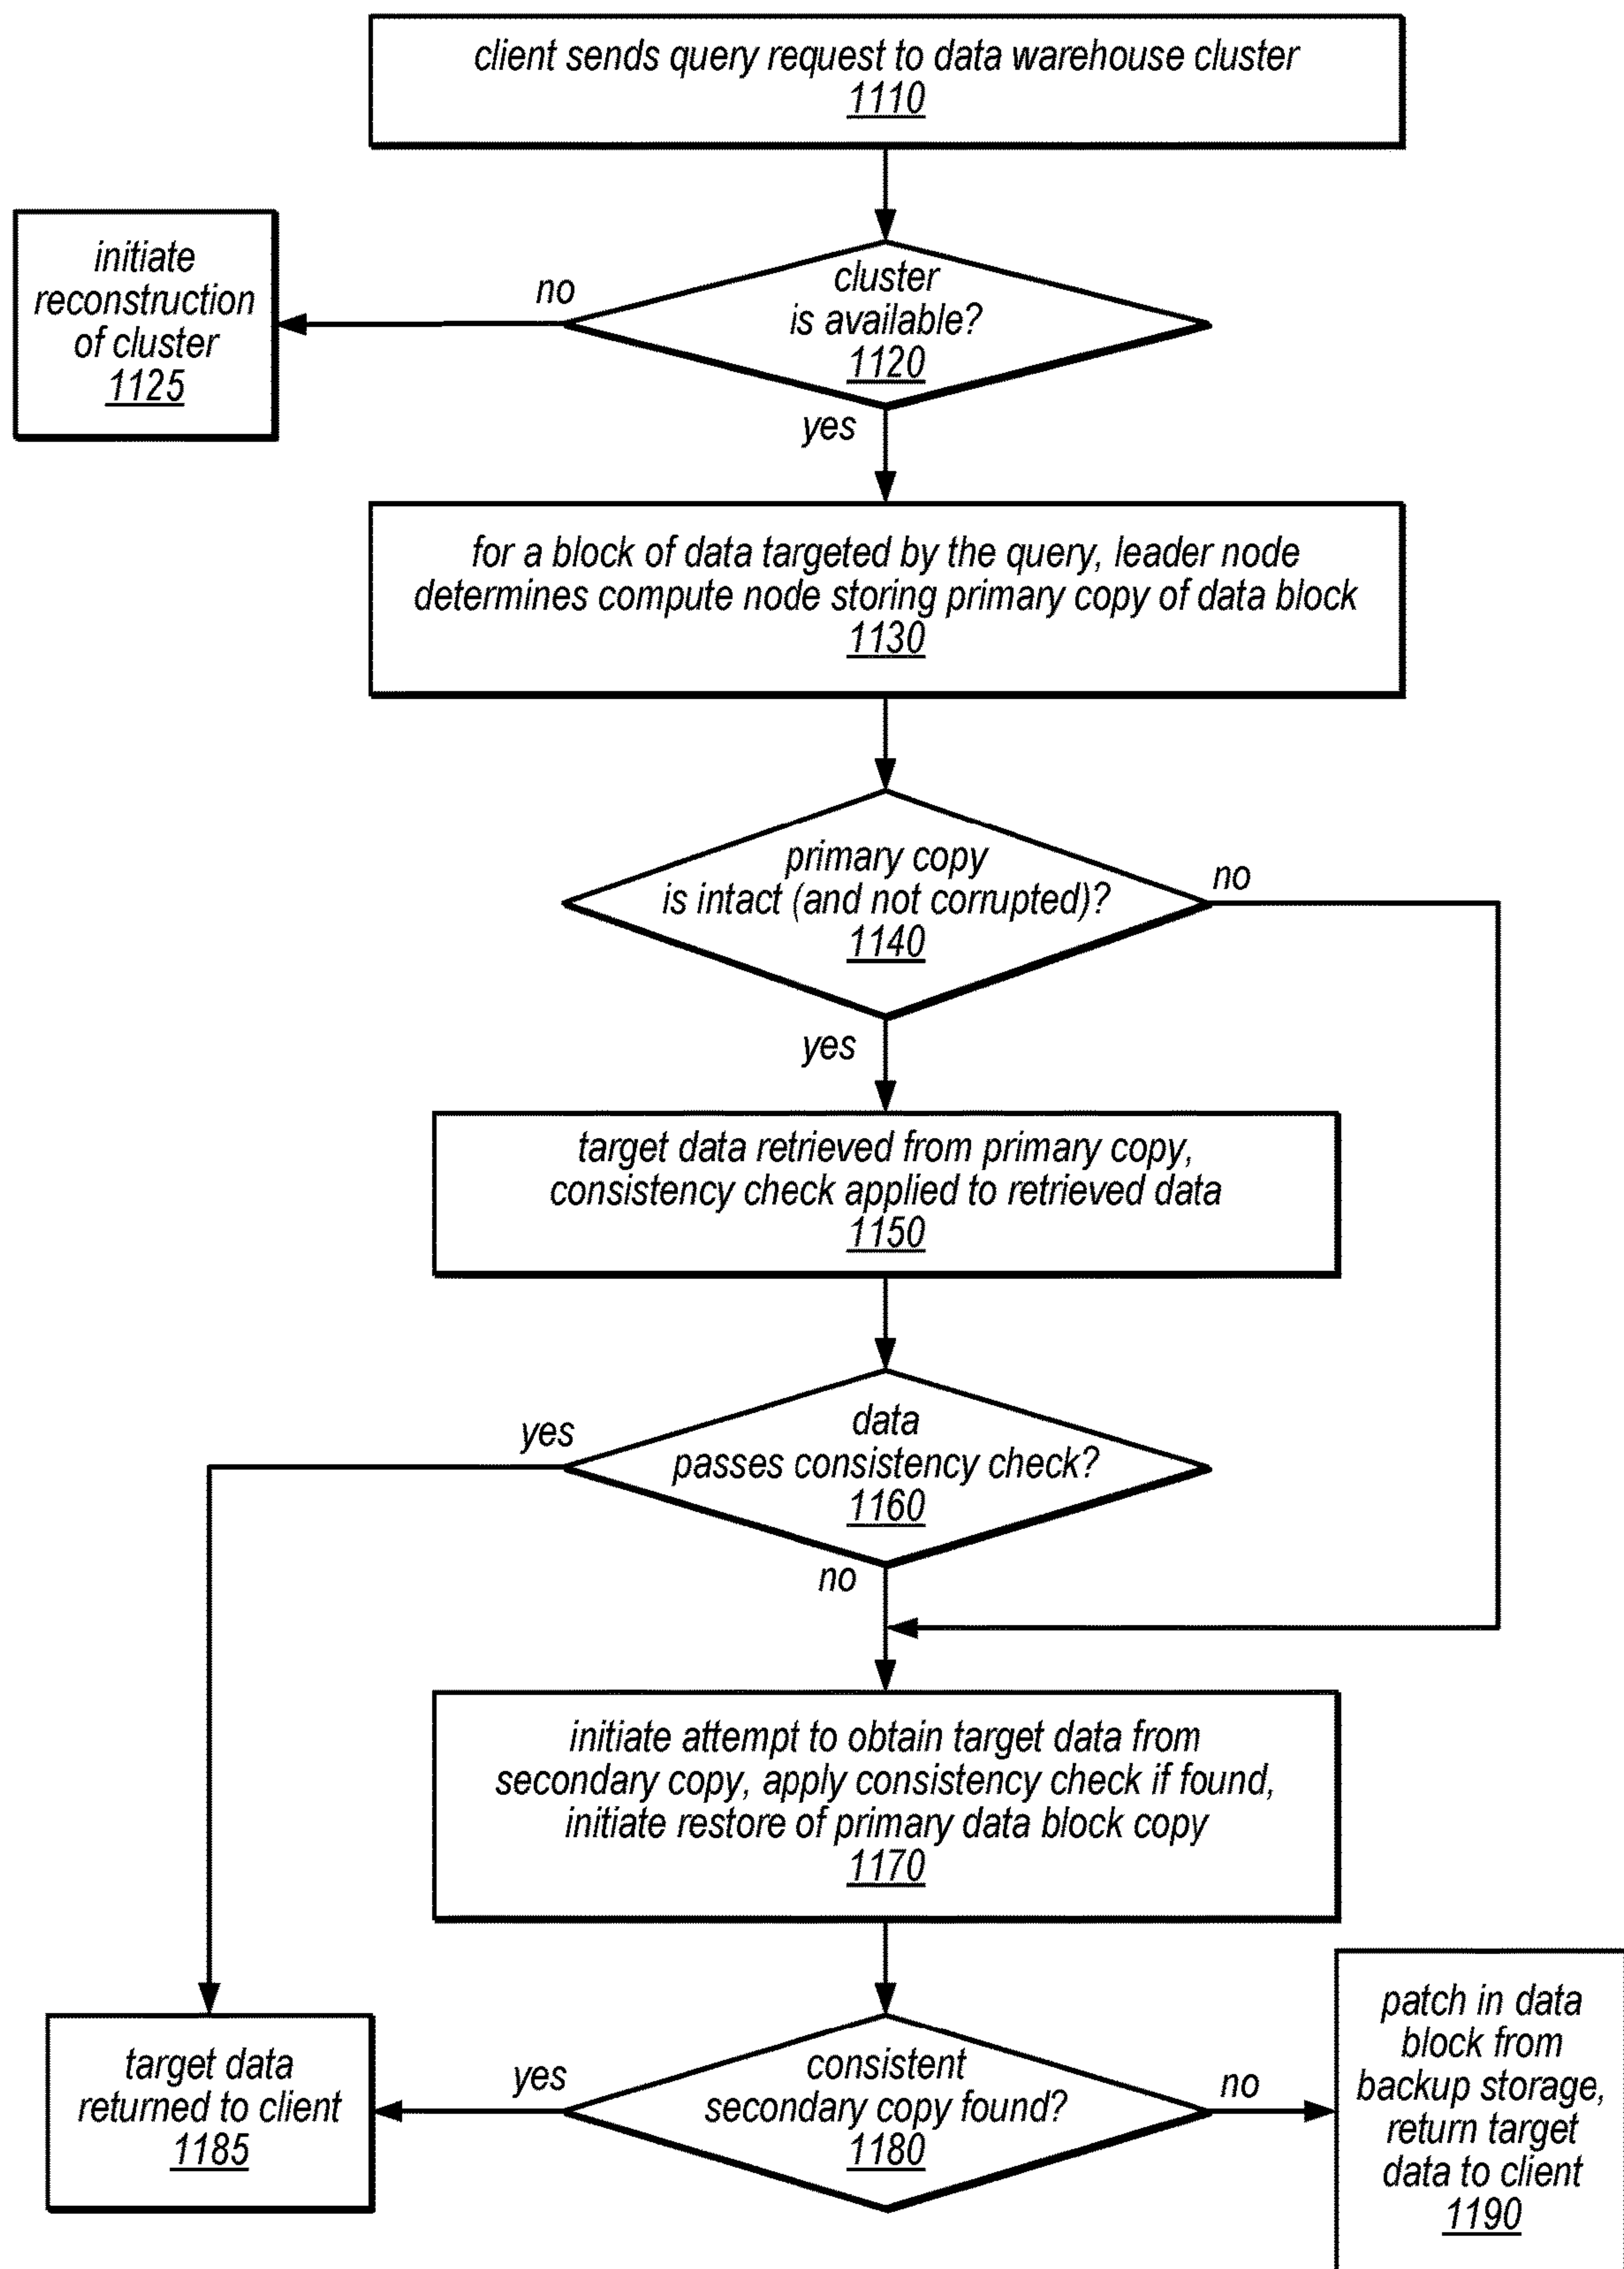 client sends query request to data warehouse cluster
1110
initiate
reconstruction
of cluster
1125
no
cluster
is available?
1120
yes
for a block of data targeted by the query, leader node
determines compute node storing primary copy of data block
1130
primary copy
is intact (and not corrupted)?
1140
no
yes
target data retrieved from primary copy,
consistency check applied to retrieved data
1150
yes
data
passes consistency check?
1160
no
initiate attempt to obtain target data from
secondary copy, apply consistency check if found,
initiate restore of primary data block copy
1170
target data
returned to client
1185
yes
consistent
secondary copy found?
1180
no
patch in data
block from
backup storage,
return target
data to client
1190